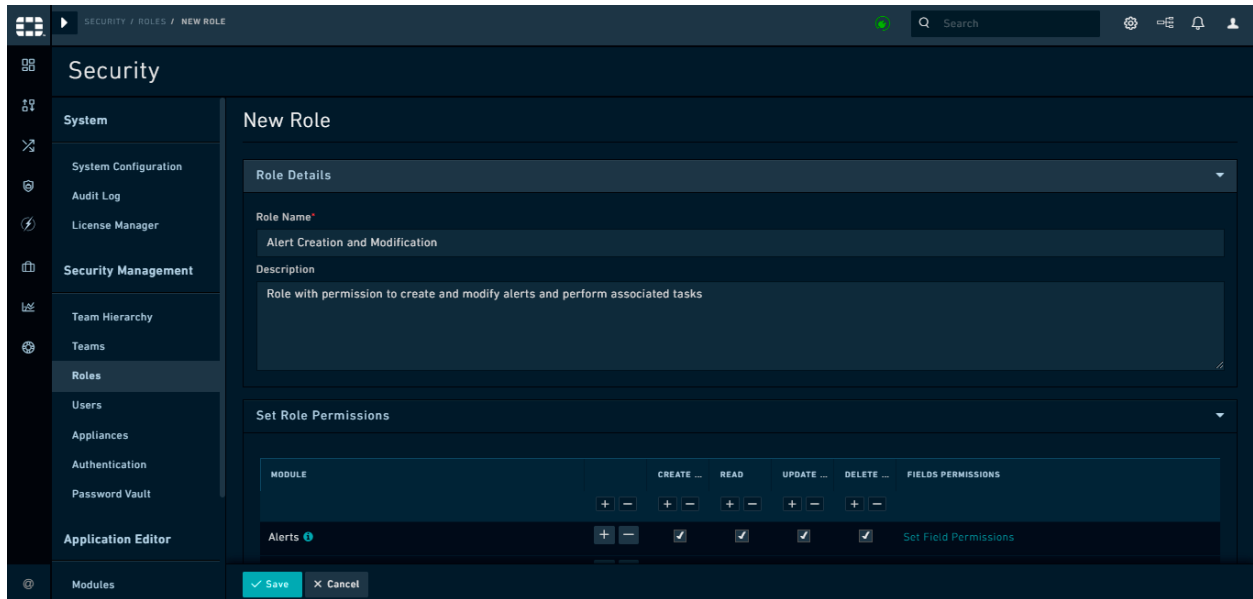 SECURITY / ROLES / NEW ROLE
Search
Security
System
System Configuration
Audit Log
License Manager
Security Management
Team Hierarchy
Teams
Roles
Users
Appliances
Authentication
Password Vault
Application Editor
Modules
@
New Role
Role Details
Role Name*
Alert Creation and Modification
Description
Role with permission to create and modify alerts and perform associated tasks
Set Role Permissions
MODULE CREATE ... READ UPDATE ... DELETE ... FIELDS PERMISSIONS
+ − + − + − + − + −
Alerts + − Set Field Permissions
Save Cancel